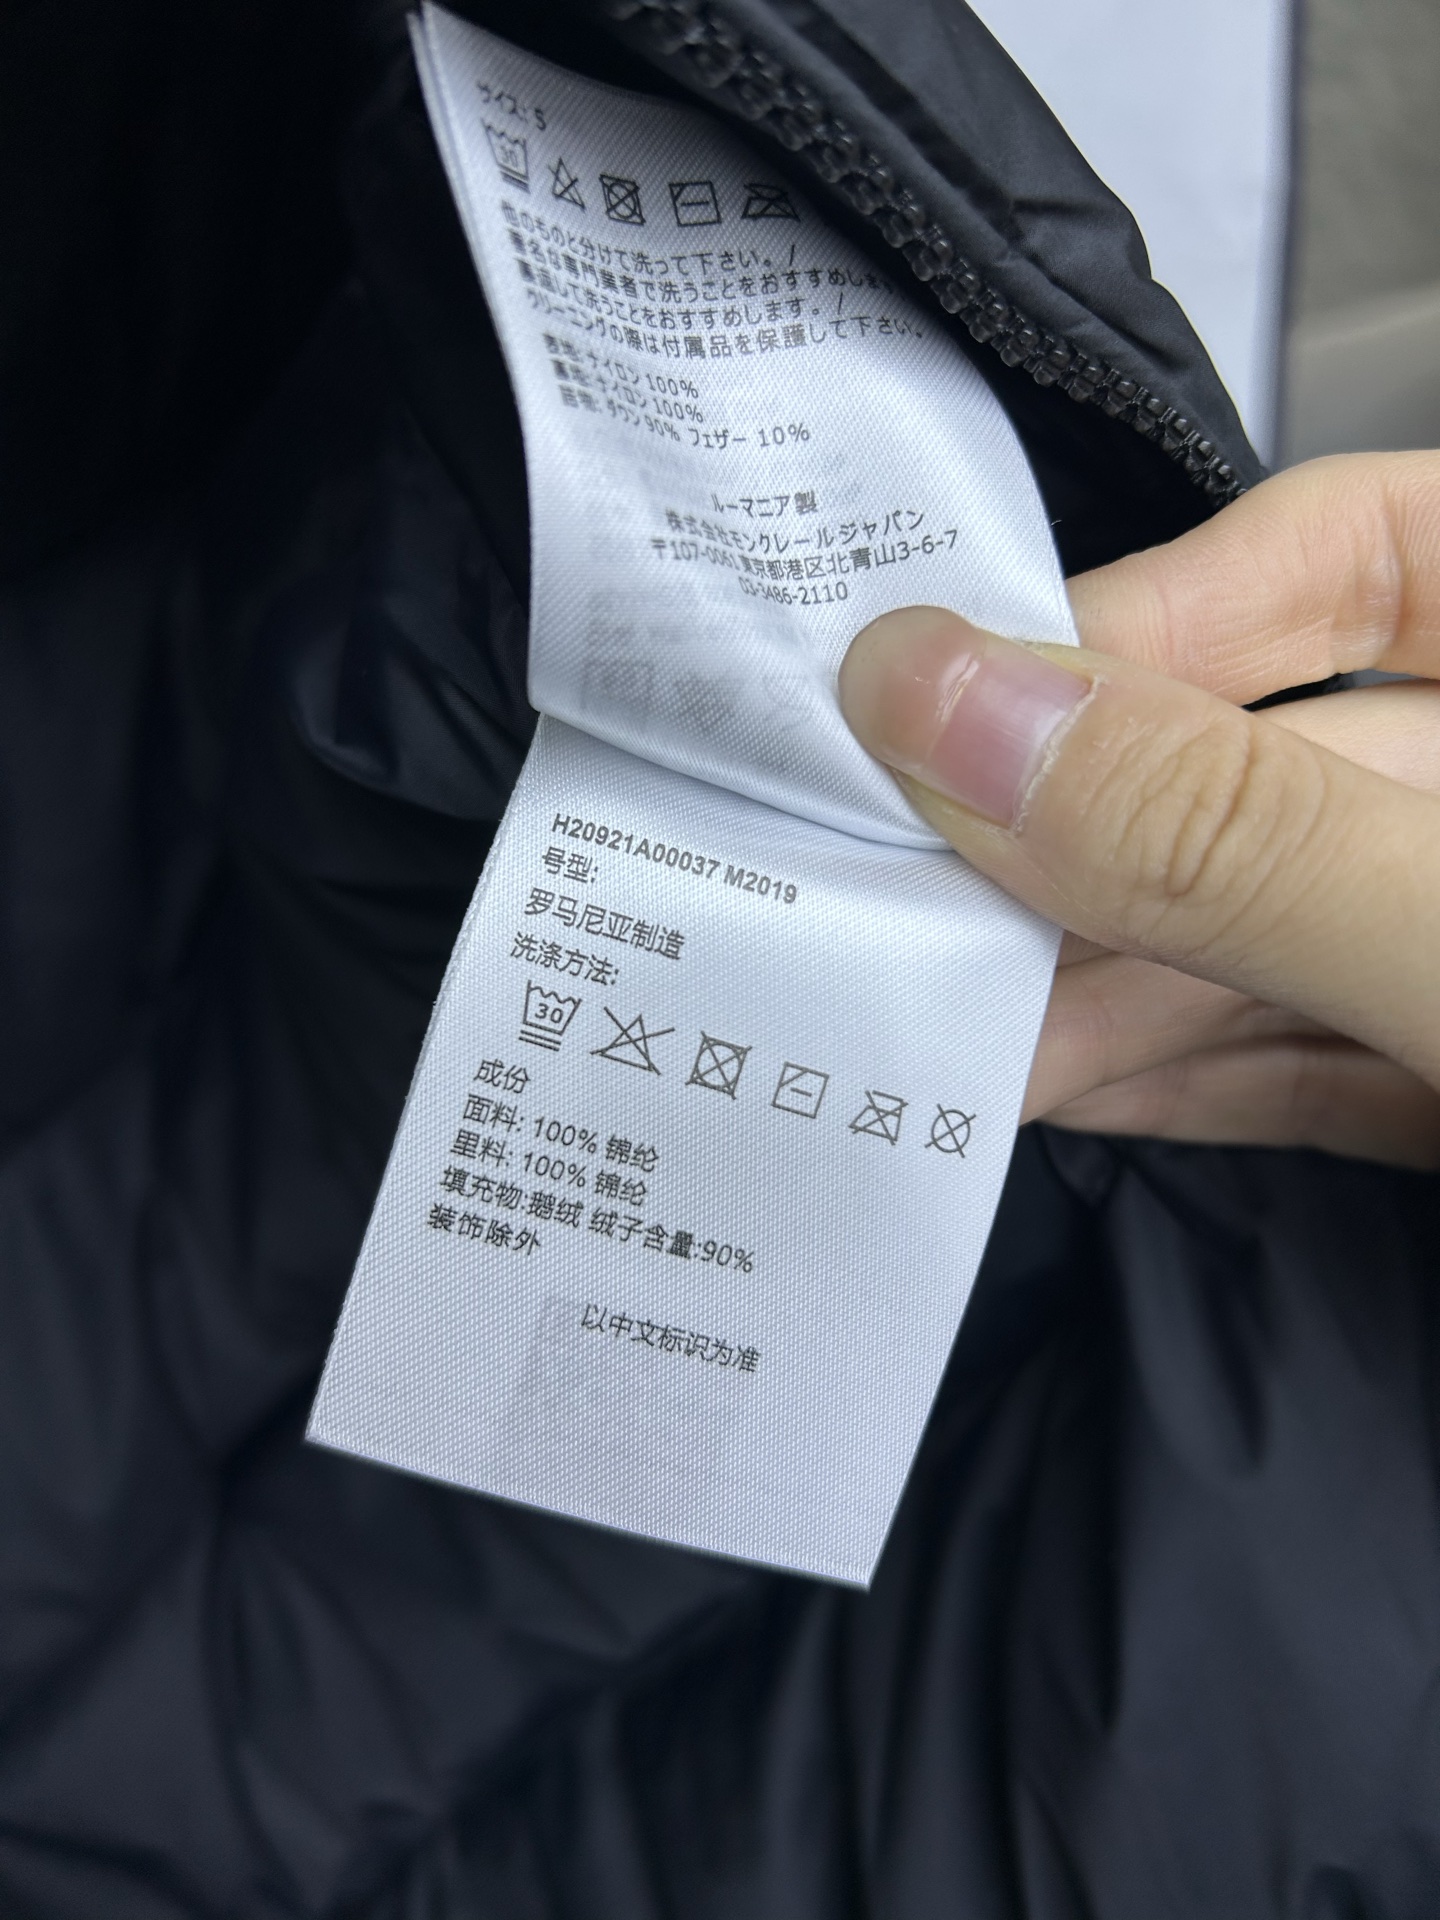 サイズ: S
30
他のものと分けて洗って下さい。/
著名な専門業者で洗うことをおすすめしま
裏返して洗うことをおすすめします。/
クリーニングの際は付属品を保護して下さい。
表地: ナイロン 100%
裏地: ナイロン 100%
詰物: ダウン 90% フェザー 10%
ルーマニア製
株式会社モンクレールジャパン
〒107-0061 東京都港区北青山3-6-7
03-3486-2110
H20921A00037 M2019
号型:
罗马尼亚制造
洗涤方法:
30
成份
面料: 100% 锦纶
里料: 100% 锦纶
填充物:鹅绒 绒子含量:90%
装饰除外
以中文标识为准